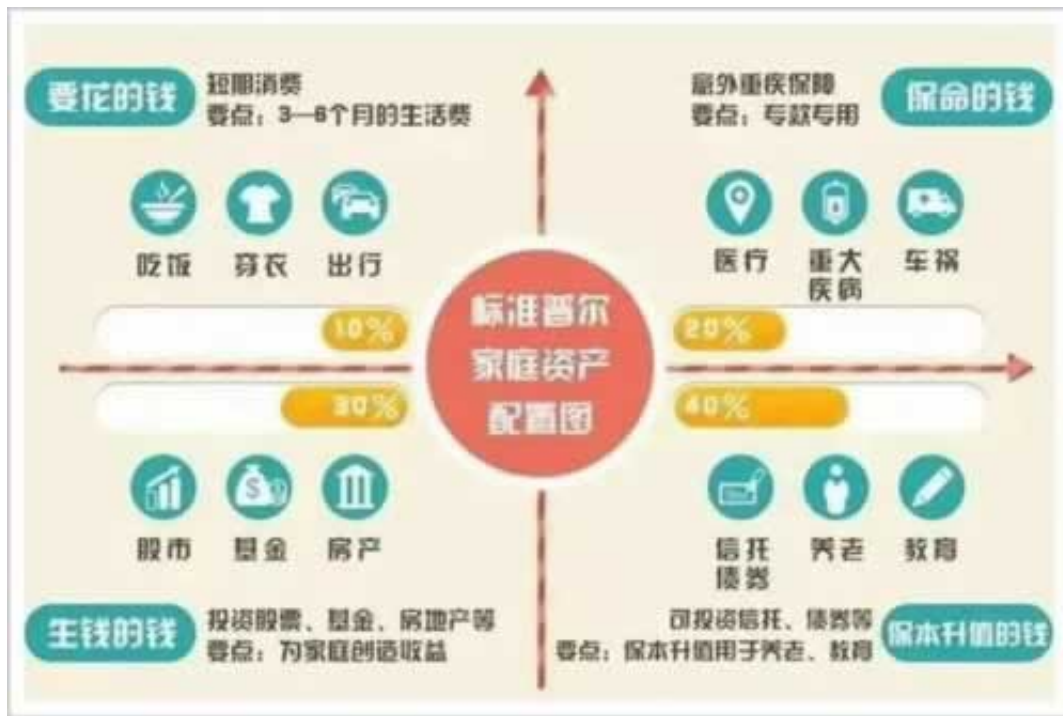 要花的钱
短期消费
要点：3—6个月的生活费
意外重疾保障
要点：专款专用
保命的钱
吃饭
穿衣
出行
医疗
重大
疾病
车祸
10%
20%
标准普尔
家庭资产
配置图
30%
40%
股市
基金
房产
信托
债券
养老
教育
生钱的钱
投资股票、基金、房地产等
要点：为家庭创造收益
可投资信托、债券等
要点：保本升值用于养老、教育
保本升值的钱